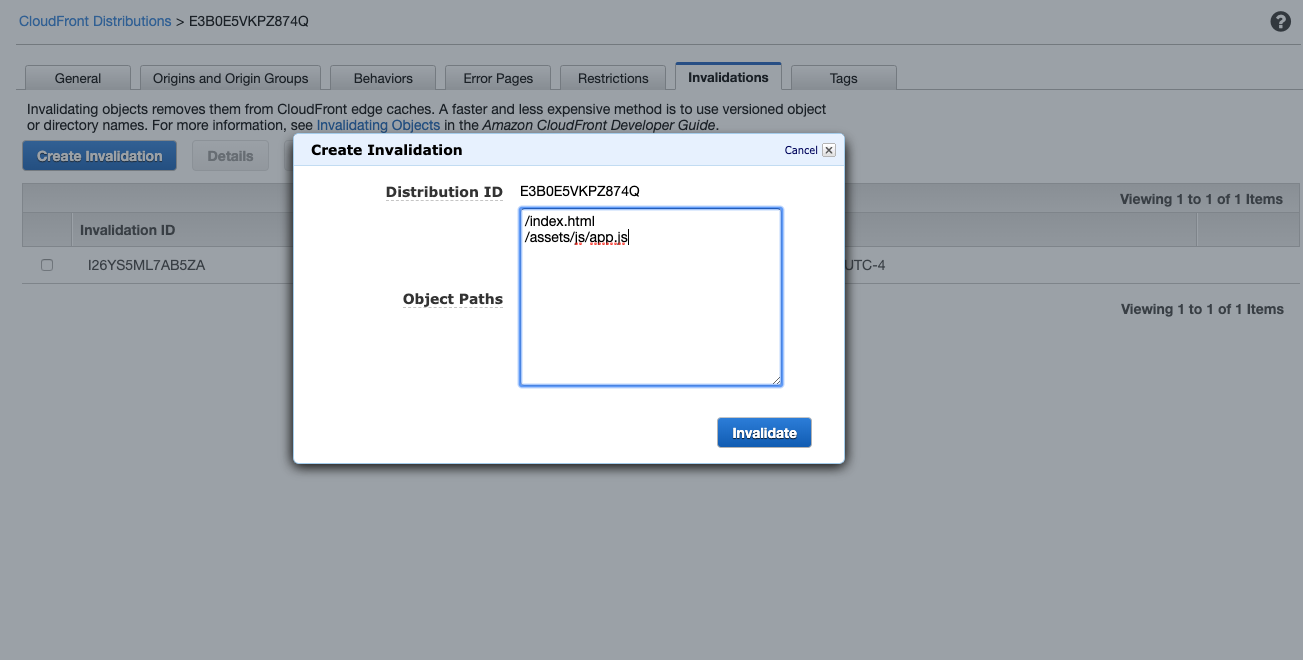 CloudFront Distributions > E3B0E5VKPZ874Q
?
General
Origins and Origin Groups
Behaviors
Error Pages
Restrictions
Invalidations
Tags
Invalidating objects removes them from CloudFront edge caches. A faster and less expensive method is to use versioned object
or directory names. For more information, see Invalidating Objects in the Amazon CloudFront Developer Guide.
Create Invalidation
Details
Viewing 1 to 1 of 1 Items
Invalidation ID
I26YS5ML7AB5ZA
UTC-4
Viewing 1 to 1 of 1 Items
Create Invalidation
Cancel
Distribution ID
E3B0E5VKPZ874Q
Object Paths
/index.html
/assets/js/app.js
Invalidate